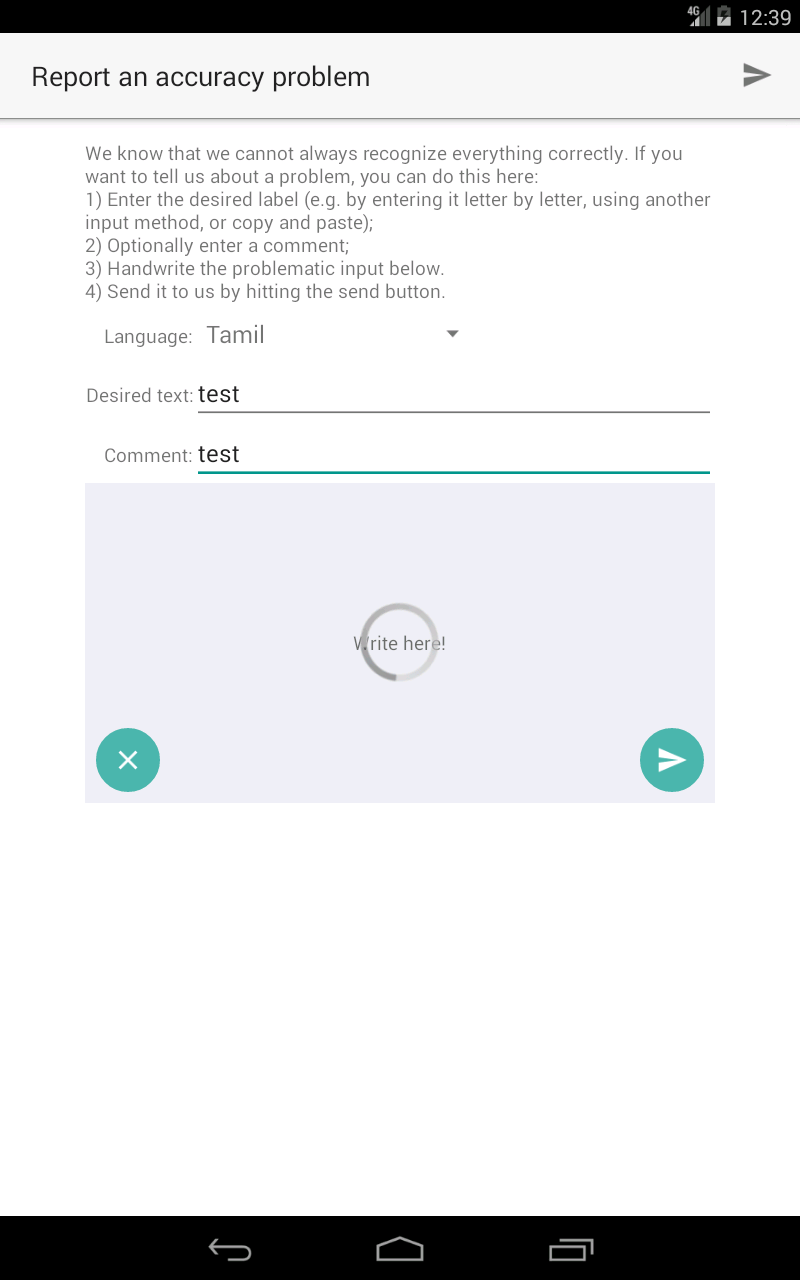 4G 12:39
Report an accuracy problem
We know that we cannot always recognize everything correctly. If you
want to tell us about a problem, you can do this here:
1) Enter the desired label (e.g. by entering it letter by letter, using another
input method, or copy and paste);
2) Optionally enter a comment;
3) Handwrite the problematic input below.
4) Send it to us by hitting the send button.
Language: Tamil
Desired text: test
Comment: test
Write here!